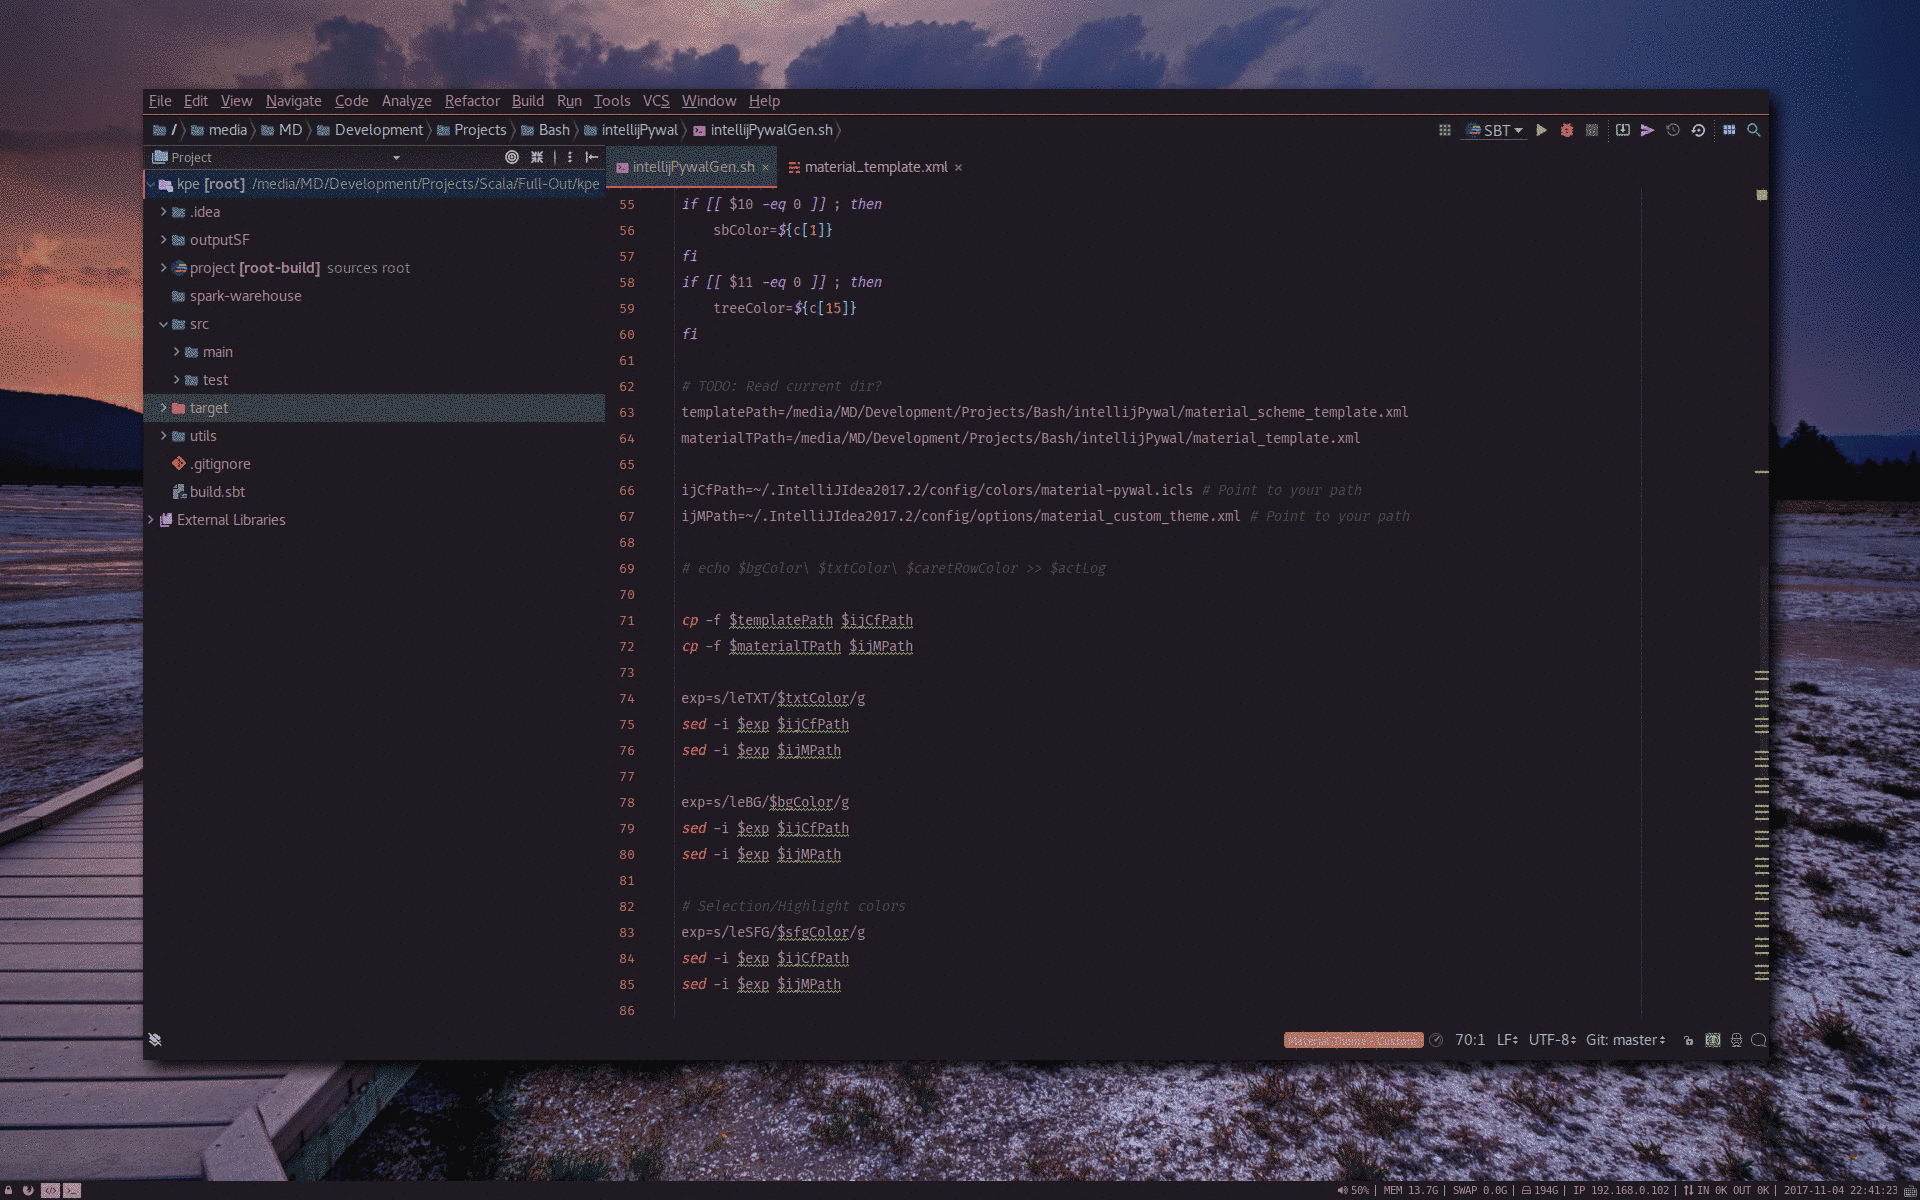 File Edit View Navigate Code Analyze Refactor Build Run Tools VCS Window Help
/ media MD Development Projects Bash intellijPywal intellijPywalGen.sh SBT
Project
intellijPywalGen.sh × material_template.xml ×
kpe [root] /media/MD/Development/Projects/Scala/Full-Out/kpe
.idea
outputSF
project [root-build] sources root
spark-warehouse
src
main
test
target
utils
.gitignore
build.sbt
External Libraries
55 if [[ $10 -eq 0 ]] ; then
56 sbColor=${c[1]}
57 fi
58 if [[ $11 -eq 0 ]] ; then
59 treeColor=${c[15]}
60 fi
61
62 # TODO: Read current dir?
63 templatePath=/media/MD/Development/Projects/Bash/intellijPywal/material_scheme_template.xml
64 materialTPath=/media/MD/Development/Projects/Bash/intellijPywal/material_template.xml
65
66 ijCfPath=~/.IntelliJIdea2017.2/config/colors/material-pywal.icls # Point to your path
67 ijMPath=~/.IntelliJIdea2017.2/config/options/material_custom_theme.xml # Point to your path
68
69 # echo $bgColor\ $txtColor\ $caretRowColor >> $actLog
70
71 cp -f $templatePath $ijCfPath
72 cp -f $materialTPath $ijMPath
73
74 exp=s/leTXT/$txtColor/g
75 sed -i $exp $ijCfPath
76 sed -i $exp $ijMPath
77
78 exp=s/leBG/$bgColor/g
79 sed -i $exp $ijCfPath
80 sed -i $exp $ijMPath
81
82 # Selection/Highlight colors
83 exp=s/leSFG/$sfgColor/g
84 sed -i $exp $ijCfPath
85 sed -i $exp $ijMPath
86
Material Theme - Custom 70:1 LF UTF-8 Git: master
50% | MEM 13.7G | SWAP 0.0G | 194G | IP 192.168.0.102 | IN 0K OUT 0K | 2017-11-04 22:41:23